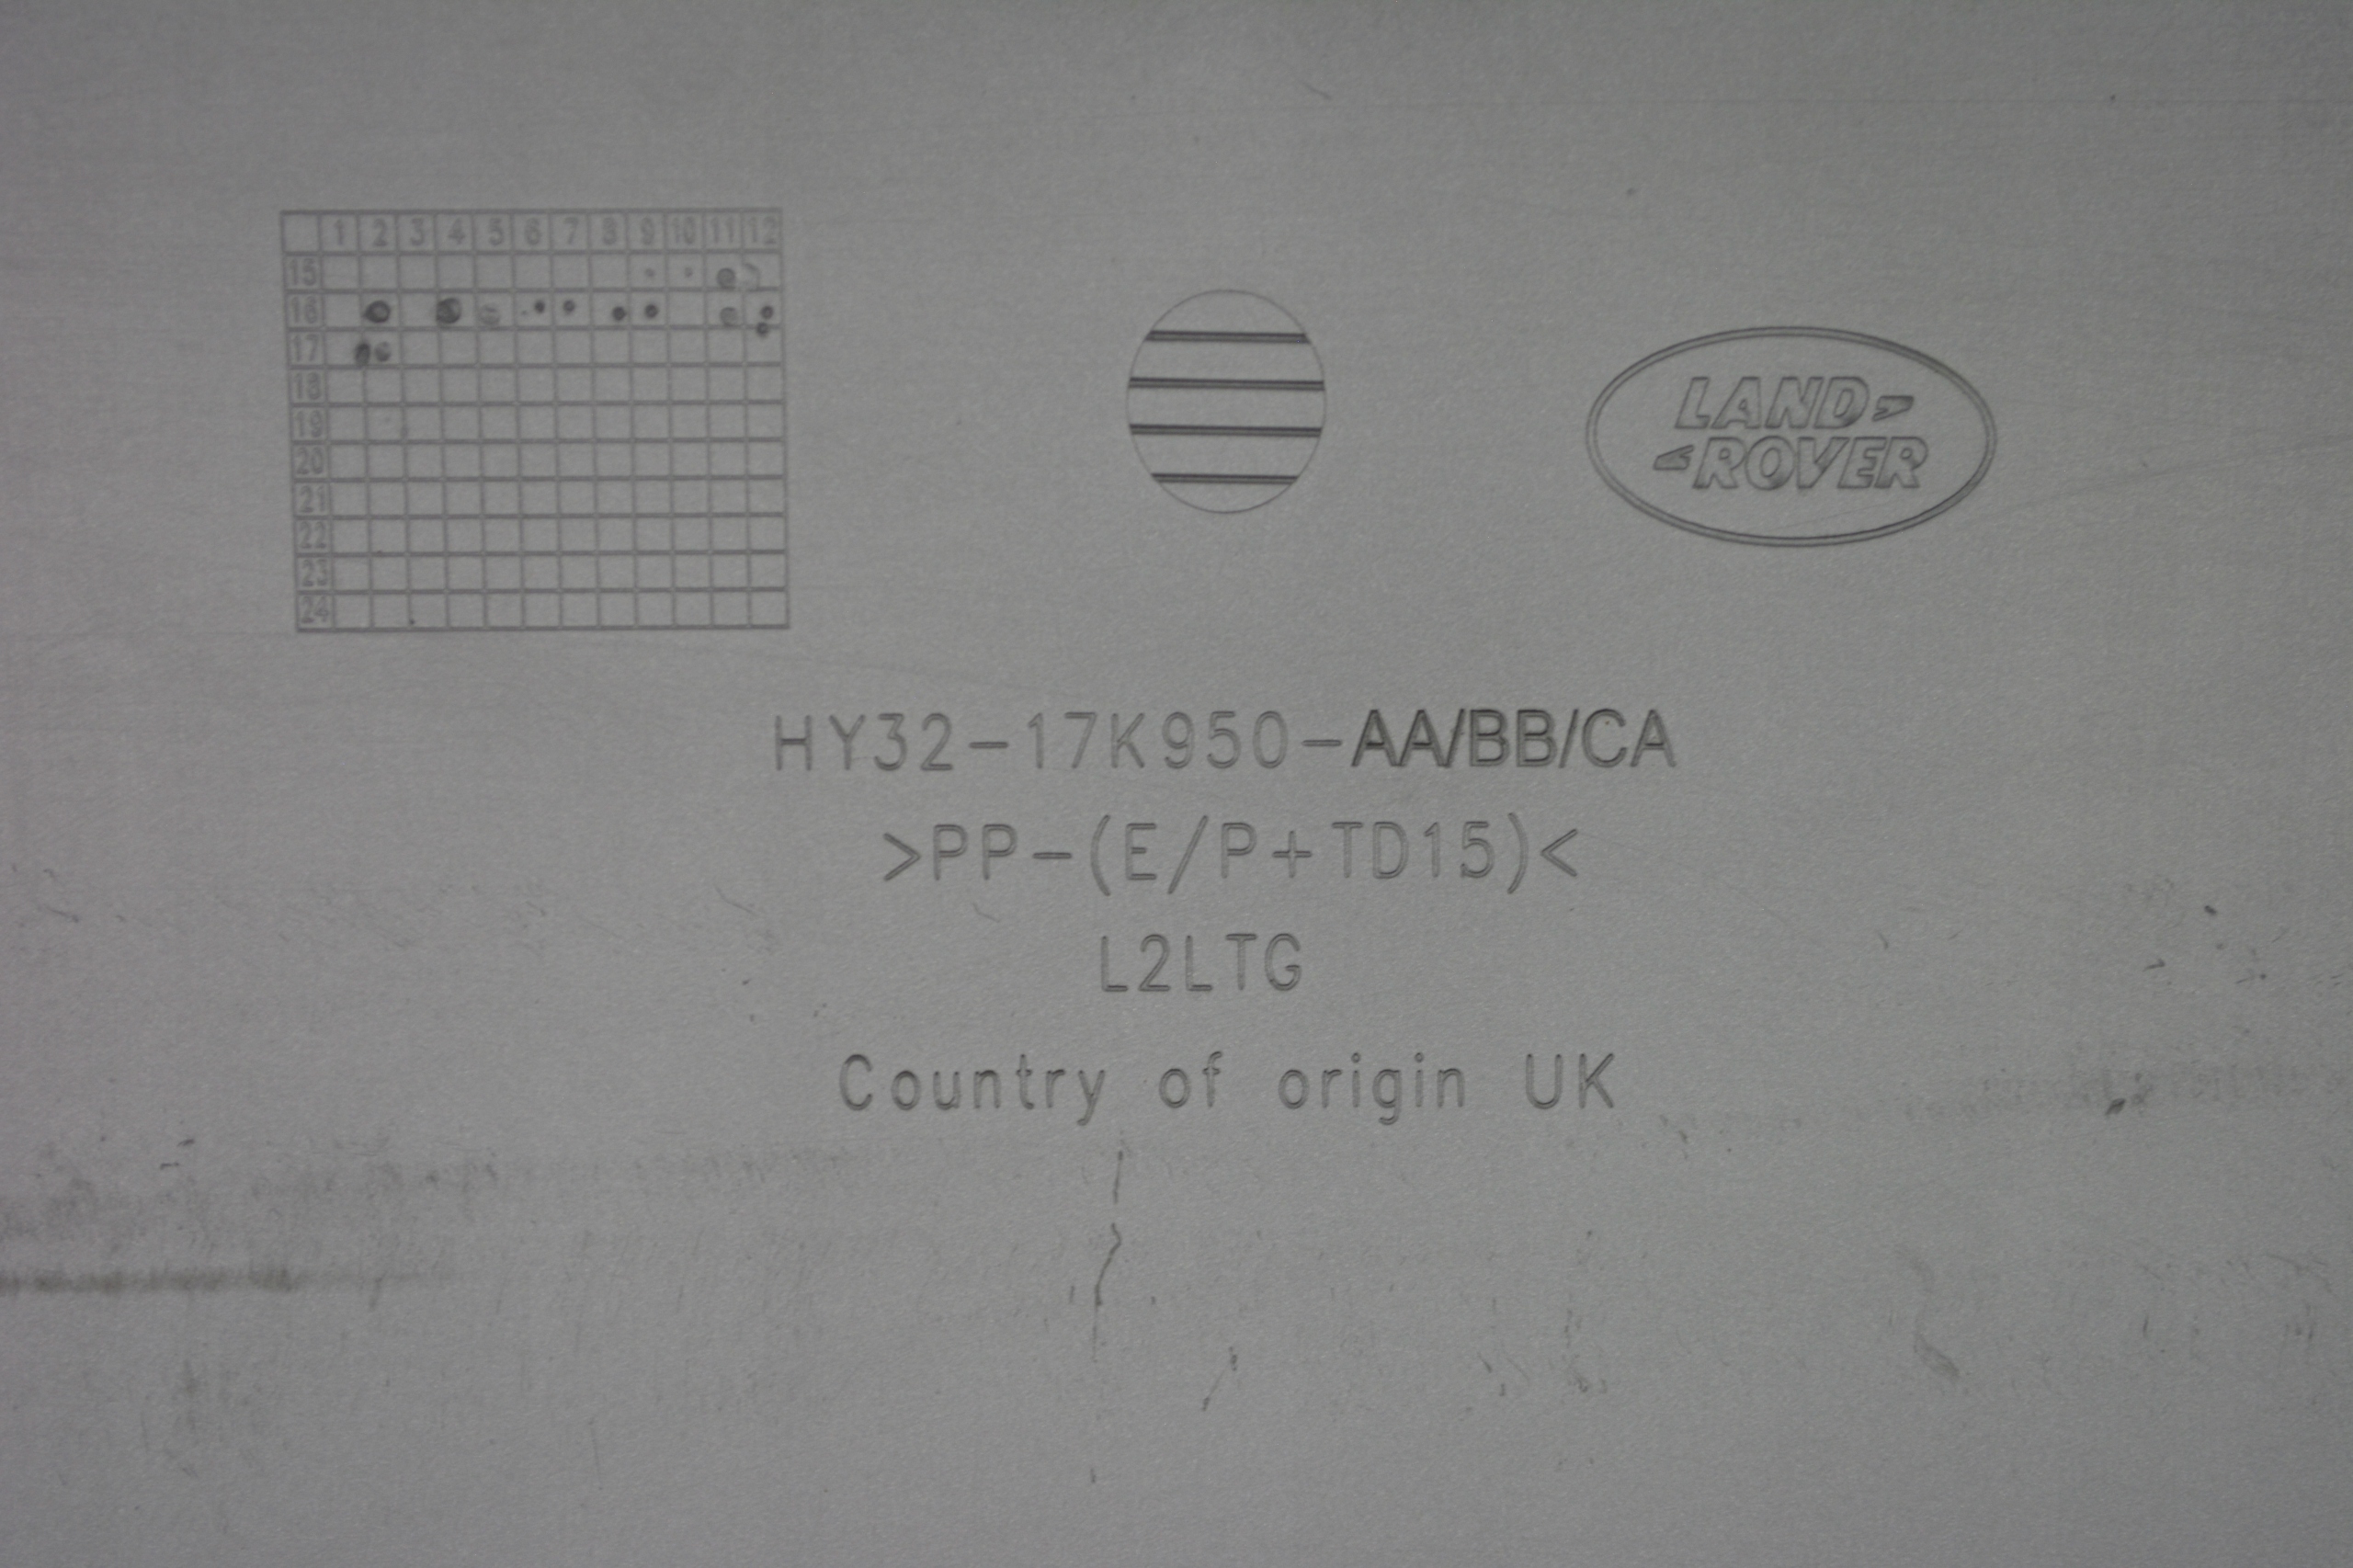 1 2 3 4 5 6 7 8 9 10 11 12
15
16
17
18
19
20
21
22
23
24
LAND
ROVER
HY32-17K950-AA/BB/CA
>PP-(E/P+TD15)<
L2LTG
Country of origin UK